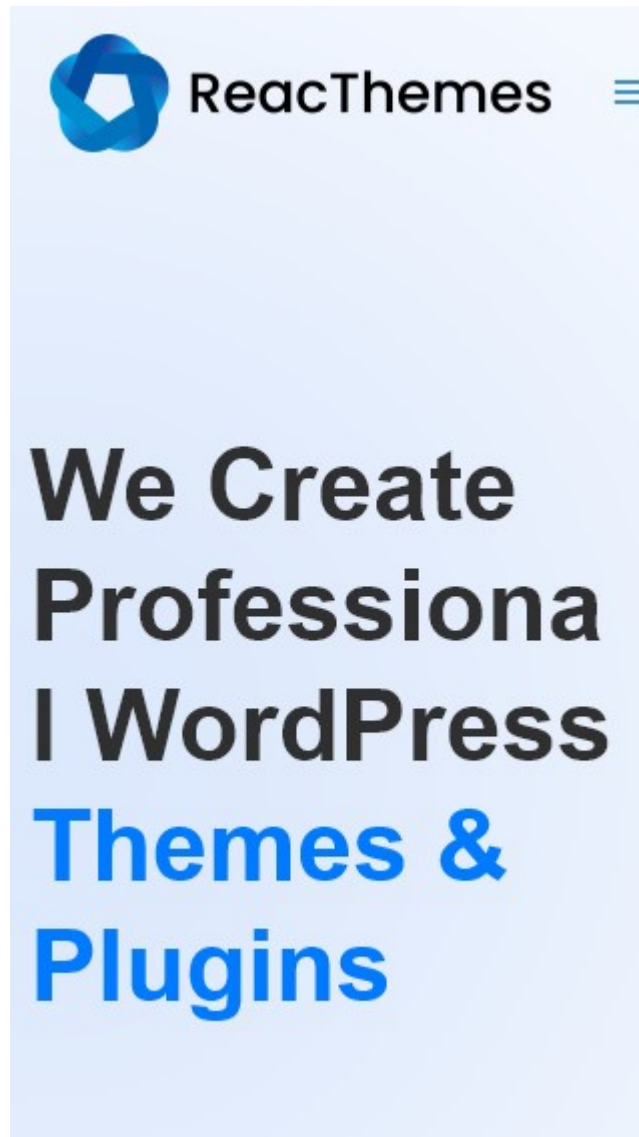 ReacThemes
We Create
Professiona
l WordPress
Themes &
Plugins